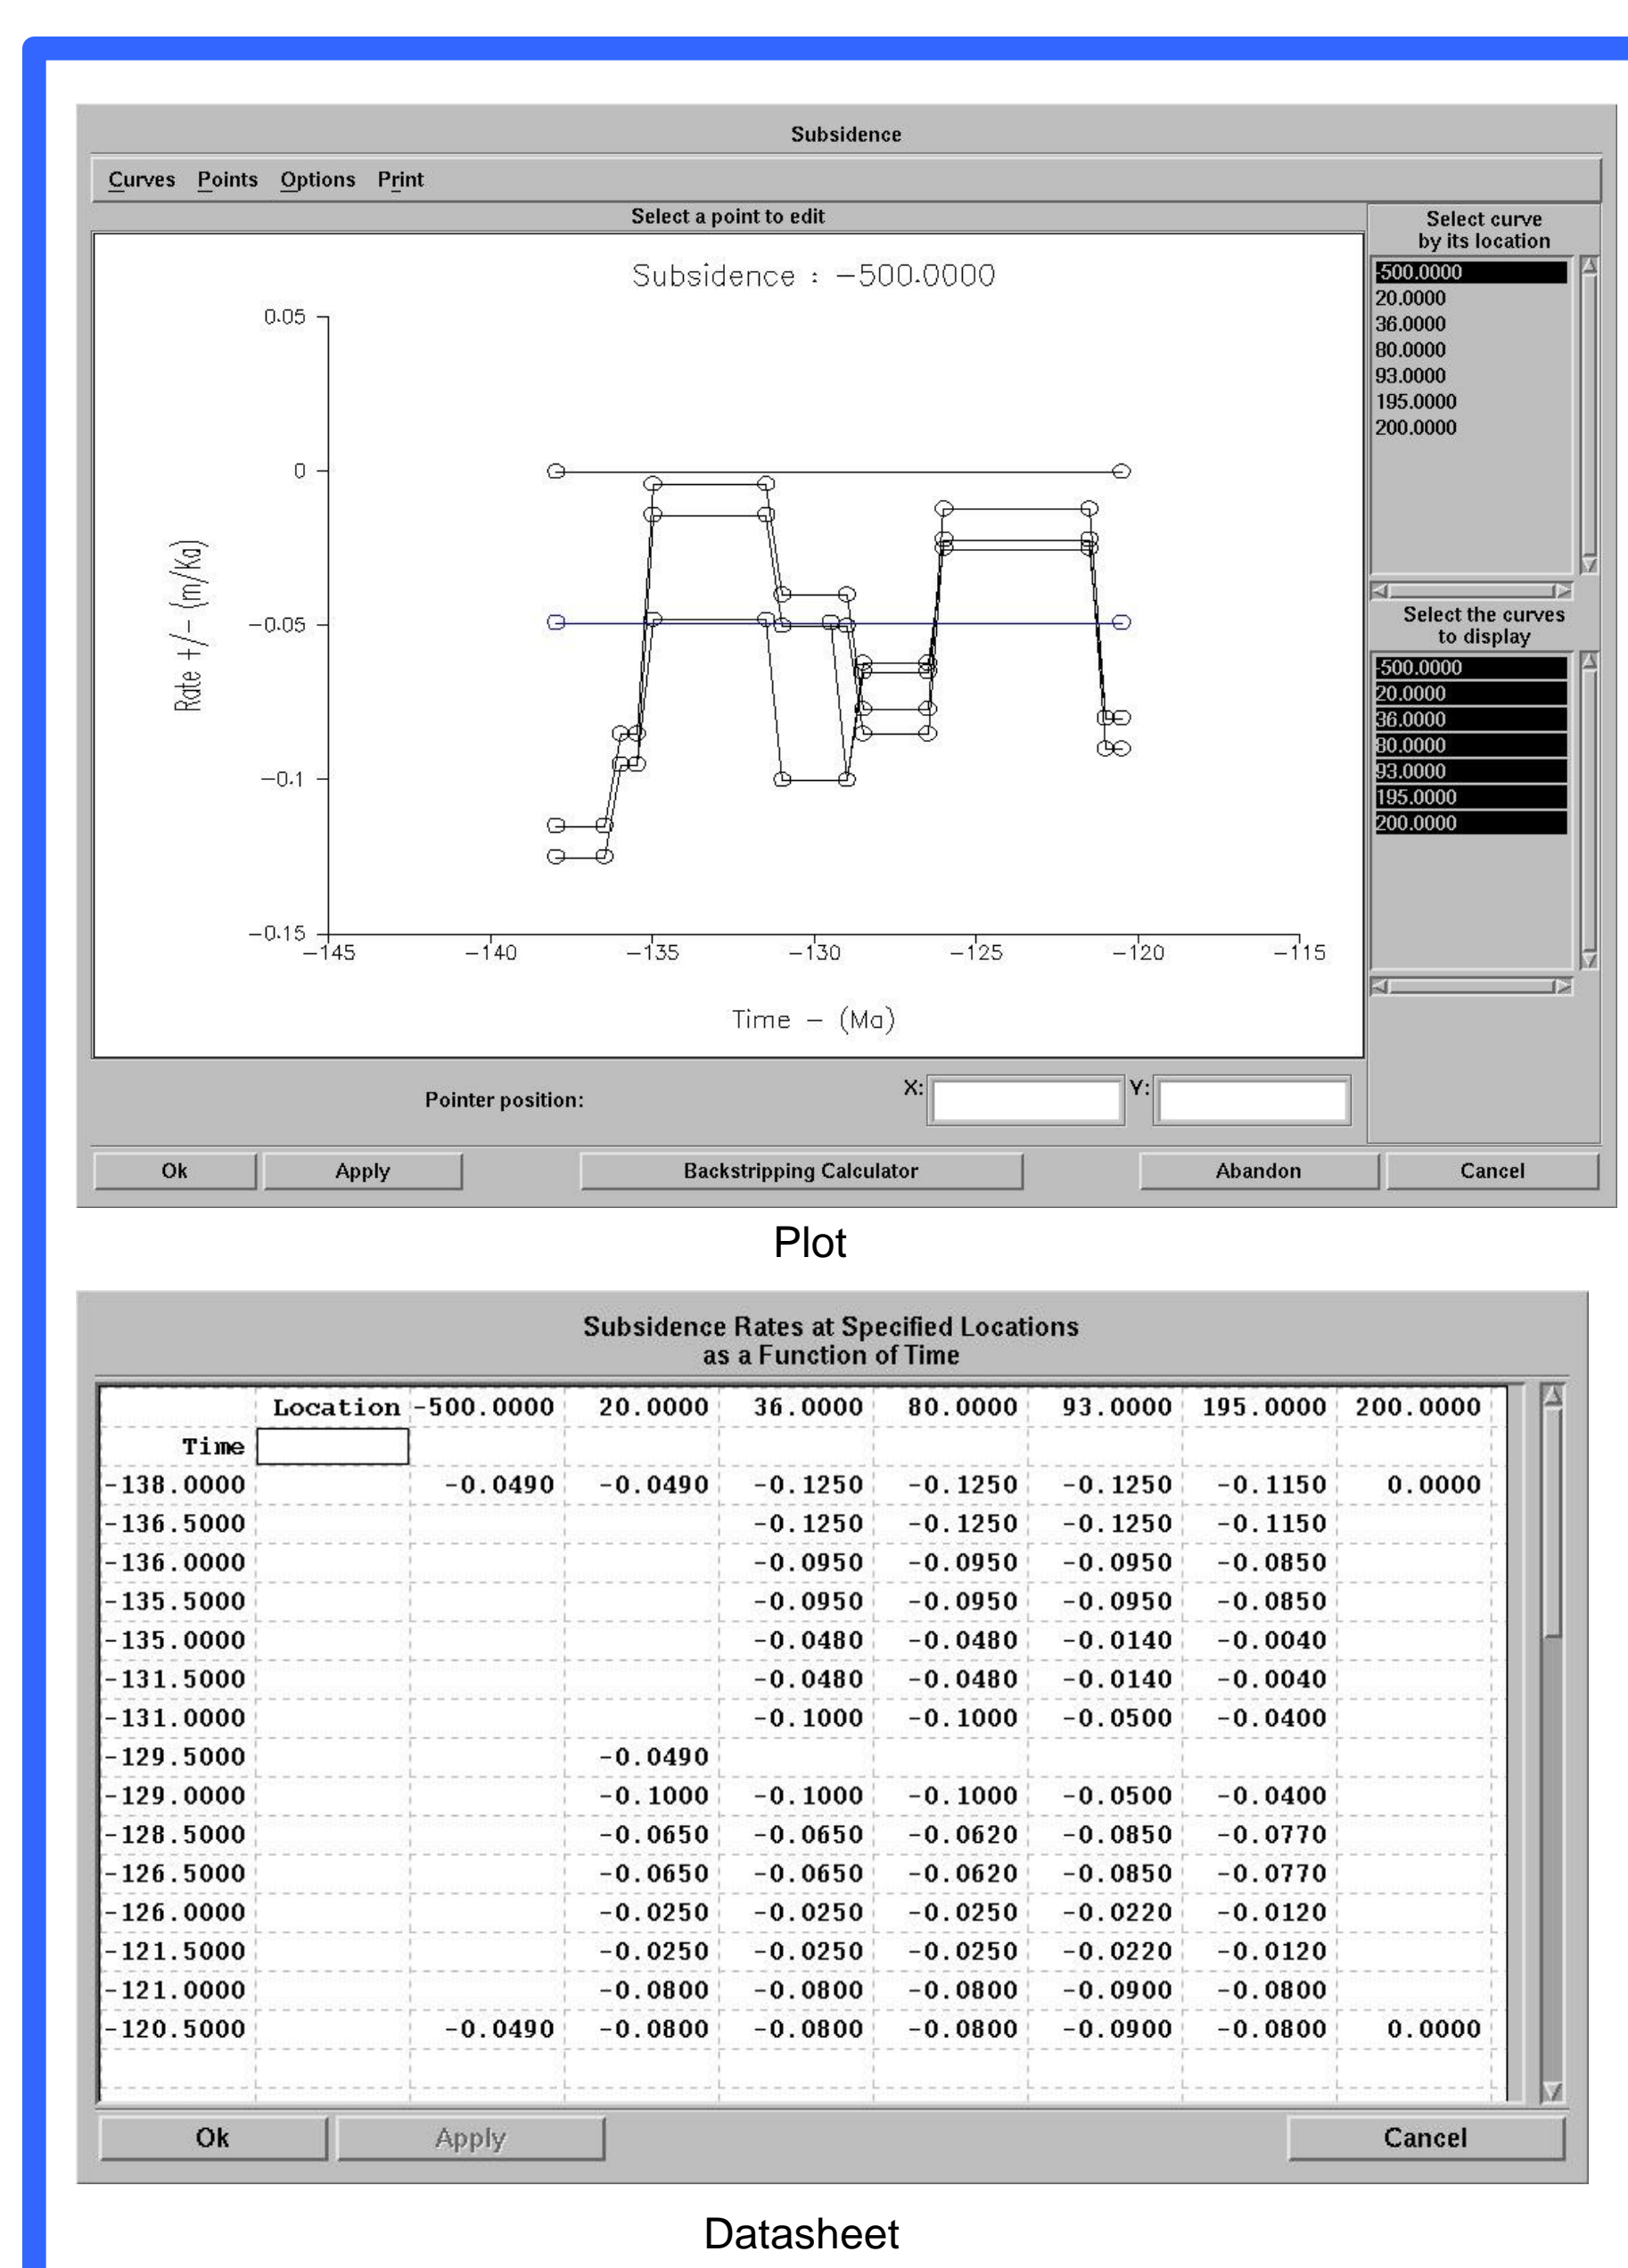 Subsidence
Curves Points Options Print
Select a point to edit
Select curve
by its location
-500.0000
20.0000
36.0000
80.0000
93.0000
195.0000
200.0000
Select the curves
to display
-500.0000
20.0000
36.0000
80.0000
93.0000
195.0000
200.0000
Subsidence : -500.0000
0.05
0
-0.05
-0.1
-0.15
Rate +/- (m/Ka)
-145 -140 -135 -130 -125 -120 -115
Time - (Ma)
Pointer position: X: Y:
Ok Apply Backstripping Calculator Abandon Cancel
Plot
Subsidence Rates at Specified Locations
as a Function of Time
Location -500.0000 20.0000 36.0000 80.0000 93.0000 195.0000 200.0000
Time
-138.0000 -0.0490 -0.0490 -0.1250 -0.1250 -0.1250 -0.1150 0.0000
-136.5000 -0.1250 -0.1250 -0.1250 -0.1150
-136.0000 -0.0950 -0.0950 -0.0950 -0.0850
-135.5000 -0.0950 -0.0950 -0.0950 -0.0850
-135.0000 -0.0480 -0.0480 -0.0140 -0.0040
-131.5000 -0.0480 -0.0480 -0.0140 -0.0040
-131.0000 -0.1000 -0.1000 -0.0500 -0.0400
-129.5000 -0.0490
-129.0000 -0.1000 -0.1000 -0.1000 -0.0500 -0.0400
-128.5000 -0.0650 -0.0650 -0.0620 -0.0850 -0.0770
-126.5000 -0.0650 -0.0650 -0.0620 -0.0850 -0.0770
-126.0000 -0.0250 -0.0250 -0.0250 -0.0220 -0.0120
-121.5000 -0.0250 -0.0250 -0.0250 -0.0220 -0.0120
-121.0000 -0.0800 -0.0800 -0.0800 -0.0900 -0.0800
-120.5000 -0.0490 -0.0800 -0.0800 -0.0800 -0.0900 -0.0800 0.0000
Ok Apply Cancel
Datasheet